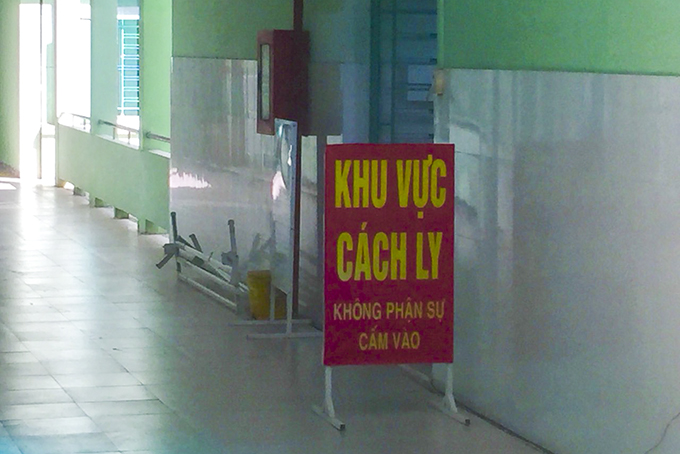 KHU VỰC
CÁCH LY
KHÔNG PHẬN SỰ
CẤM VÀO